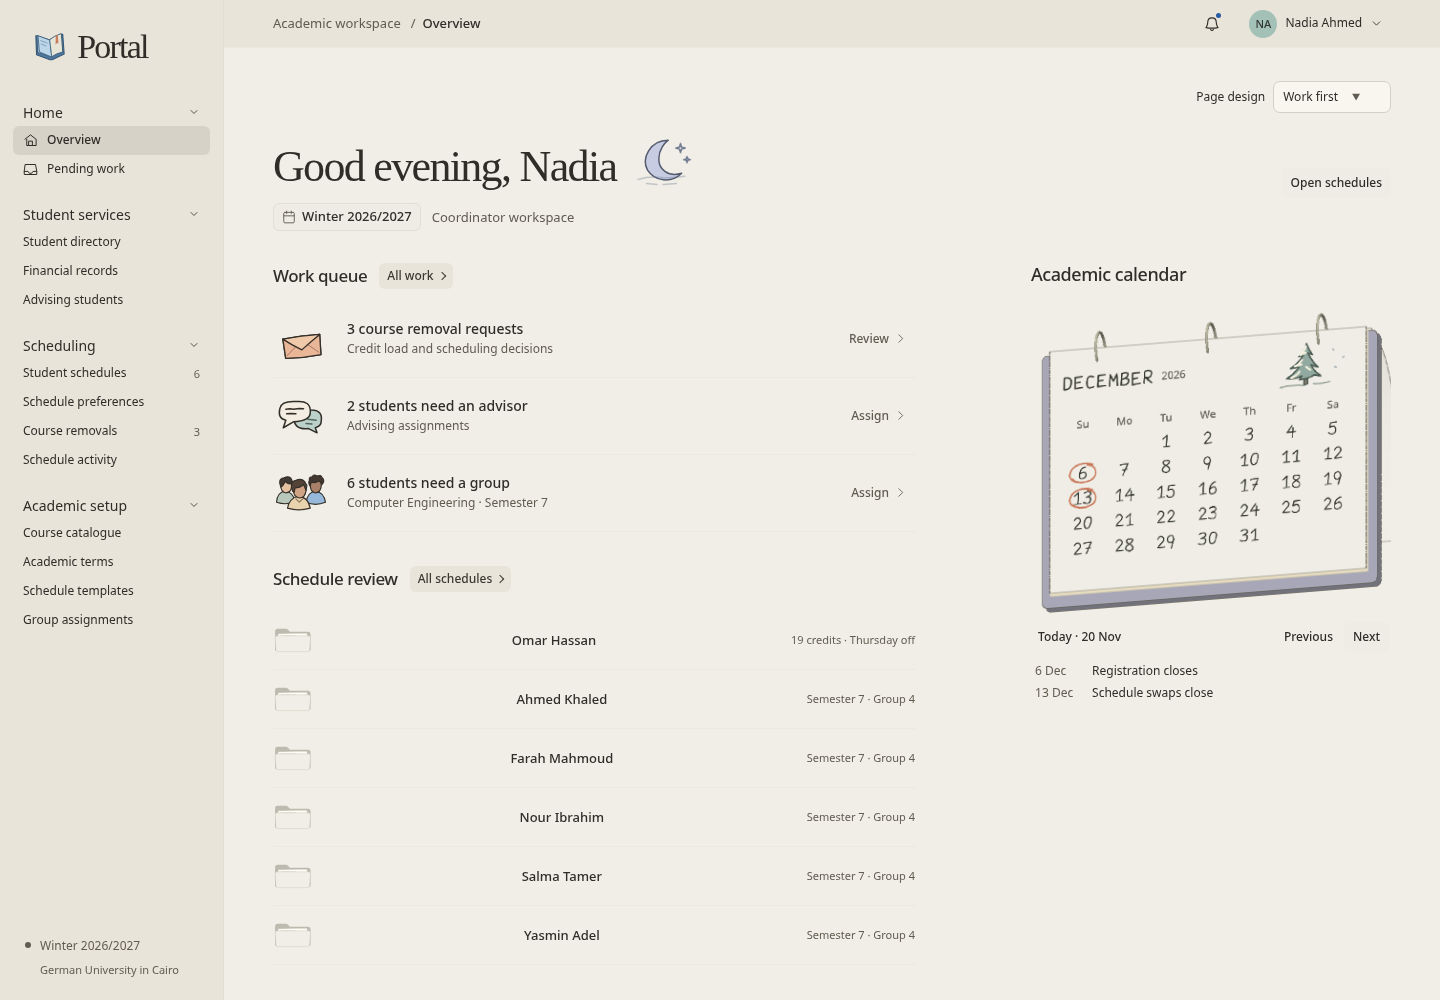 Portal
Home
Overview
Pending work
Student services
Student directory
Financial records
Advising students
Scheduling
Student schedules 6
Schedule preferences
Course removals 3
Schedule activity
Academic setup
Course catalogue
Academic terms
Schedule templates
Group assignments
Winter 2026/2027
German University in Cairo
Academic workspace / Overview
NA Nadia Ahmed
Page design Work first
Good evening, Nadia
Open schedules
Winter 2026/2027 Coordinator workspace
Work queue All work
3 course removal requests
Credit load and scheduling decisions
Review
2 students need an advisor
Advising assignments
Assign
6 students need a group
Computer Engineering · Semester 7
Assign
Schedule review All schedules
Omar Hassan 19 credits · Thursday off
Ahmed Khaled Semester 7 · Group 4
Farah Mahmoud Semester 7 · Group 4
Nour Ibrahim Semester 7 · Group 4
Salma Tamer Semester 7 · Group 4
Yasmin Adel Semester 7 · Group 4
Academic calendar
DECEMBER 2026
Su Mo Tu We Th Fr Sa
1 2 3 4 5
6 7 8 9 10 11 12
13 14 15 16 17 18 19
20 21 22 23 24 25 26
27 28 29 30 31
Today · 20 Nov Previous Next
6 Dec Registration closes
13 Dec Schedule swaps close